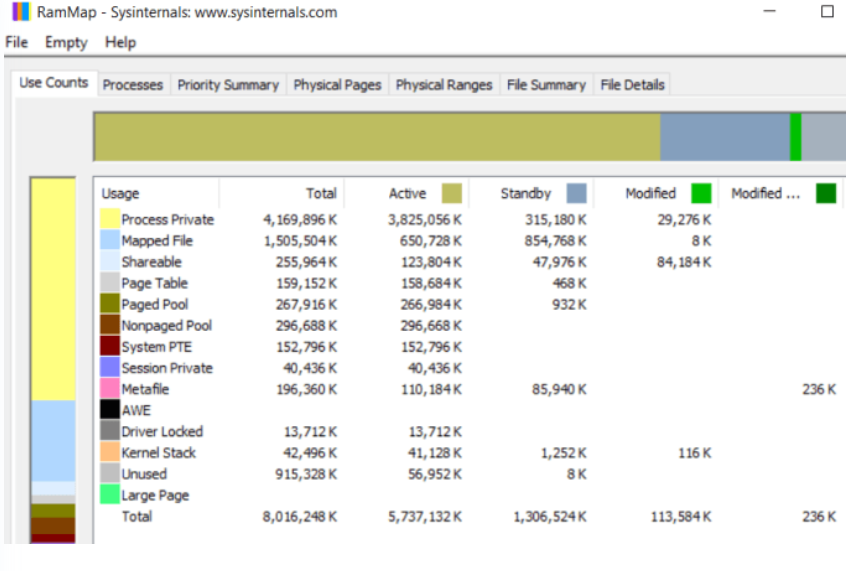 RamMap - Sysinternals: www.sysinternals.com
File Empty Help
Use Counts Processes Priority Summary Physical Pages Physical Ranges File Summary File Details
Usage Total Active Standby Modified Modified ...
Process Private 4,169,896 K 3,825,056 K 315,180 K 29,276 K
Mapped File 1,505,504 K 650,728 K 854,768 K 8 K
Shareable 255,964 K 123,804 K 47,976 K 84,184 K
Page Table 159,152 K 158,684 K 468 K
Paged Pool 267,916 K 266,984 K 932 K
Nonpaged Pool 296,688 K 296,668 K
System PTE 152,796 K 152,796 K
Session Private 40,436 K 40,436 K
Metafile 196,360 K 110,184 K 85,940 K 236 K
AWE
Driver Locked 13,712 K 13,712 K
Kernel Stack 42,496 K 41,128 K 1,252 K 116 K
Unused 915,328 K 56,952 K 8 K
Large Page
Total 8,016,248 K 5,737,132 K 1,306,524 K 113,584 K 236 K